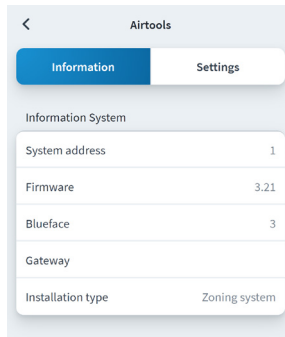 Airtools
Information Settings
Information System
System address 1
Firmware 3.21
Blueface 3
Gateway
Installation type Zoning system